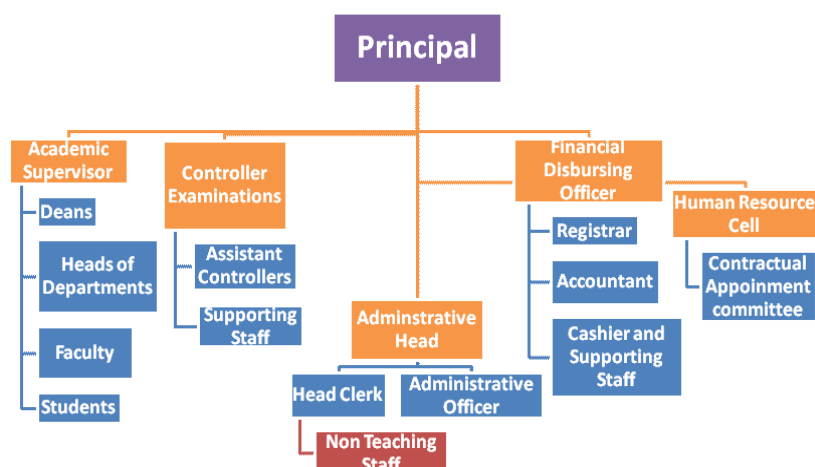 Principal
Academic
Supervisor
Deans
Heads of
Departments
Faculty
Students
Controller
Examinations
Assistant
Controllers
Supporting
Staff
Adminstrative
Head
Head Clerk
Non Teaching
Staff
Administrative
Officer
Financial
Disbursing
Officer
Registrar
Accountant
Cashier and
Supporting
Staff
Human Resource
Cell
Contractual
Appoinment
committee